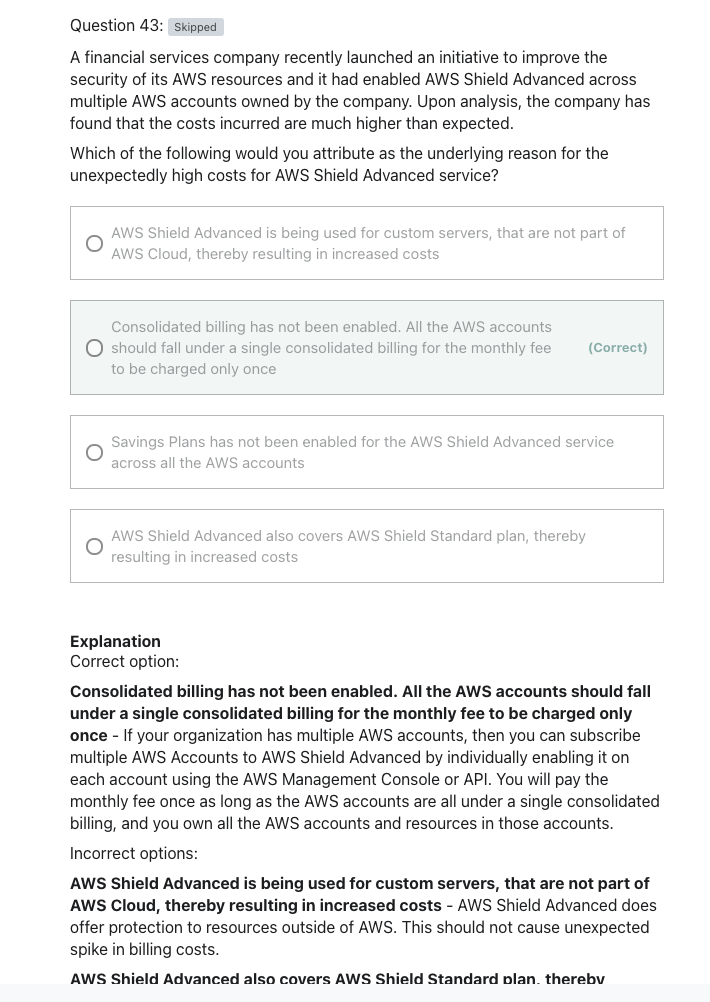 Question 43: Skipped
A financial services company recently launched an initiative to improve the
security of its AWS resources and it had enabled AWS Shield Advanced across
multiple AWS accounts owned by the company. Upon analysis, the company has
found that the costs incurred are much higher than expected.
Which of the following would you attribute as the underlying reason for the
unexpectedly high costs for AWS Shield Advanced service?
AWS Shield Advanced is being used for custom servers, that are not part of
AWS Cloud, thereby resulting in increased costs
Consolidated billing has not been enabled. All the AWS accounts
should fall under a single consolidated billing for the monthly fee
to be charged only once
(Correct)
Savings Plans has not been enabled for the AWS Shield Advanced service
across all the AWS accounts
AWS Shield Advanced also covers AWS Shield Standard plan, thereby
resulting in increased costs
Explanation
Correct option:
Consolidated billing has not been enabled. All the AWS accounts should fall
under a single consolidated billing for the monthly fee to be charged only
once - If your organization has multiple AWS accounts, then you can subscribe
multiple AWS Accounts to AWS Shield Advanced by individually enabling it on
each account using the AWS Management Console or API. You will pay the
monthly fee once as long as the AWS accounts are all under a single consolidated
billing, and you own all the AWS accounts and resources in those accounts.
Incorrect options:
AWS Shield Advanced is being used for custom servers, that are not part of
AWS Cloud, thereby resulting in increased costs - AWS Shield Advanced does
offer protection to resources outside of AWS. This should not cause unexpected
spike in billing costs.
AWS Shield Advanced also covers AWS Shield Standard plan, thereby